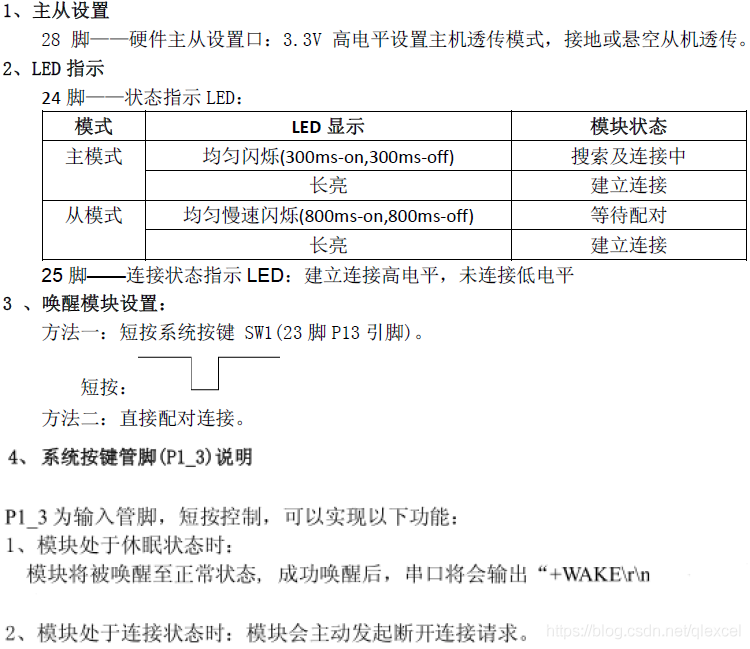 1、主从设置
28 脚——硬件主从设置口：3.3V 高电平设置主机透传模式，接地或悬空从机透传。
2、LED 指示
24 脚——状态指示 LED：
模式 LED 显示 模块状态
主模式 均匀闪烁(300ms-on,300ms-off) 搜索及连接中
长亮 建立连接
从模式 均匀慢速闪烁(800ms-on,800ms-off) 等待配对
长亮 建立连接
25 脚——连接状态指示 LED：建立连接高电平，未连接低电平
3 、唤醒模块设置：
方法一：短按系统按键 SW1(23 脚 P13 引脚)。
短按：
方法二：直接配对连接。
4、 系统按键管脚(P1_3)说明
P1_3 为输入管脚，短按控制，可以实现以下功能：
1、模块处于休眠状态时：
模块将被唤醒至正常状态, 成功唤醒后，串口将会输出“+WAKE\r\n
2、模块处于连接状态时：模块会主动发起断开连接请求。
https://blog.csdn.net/qlexcel